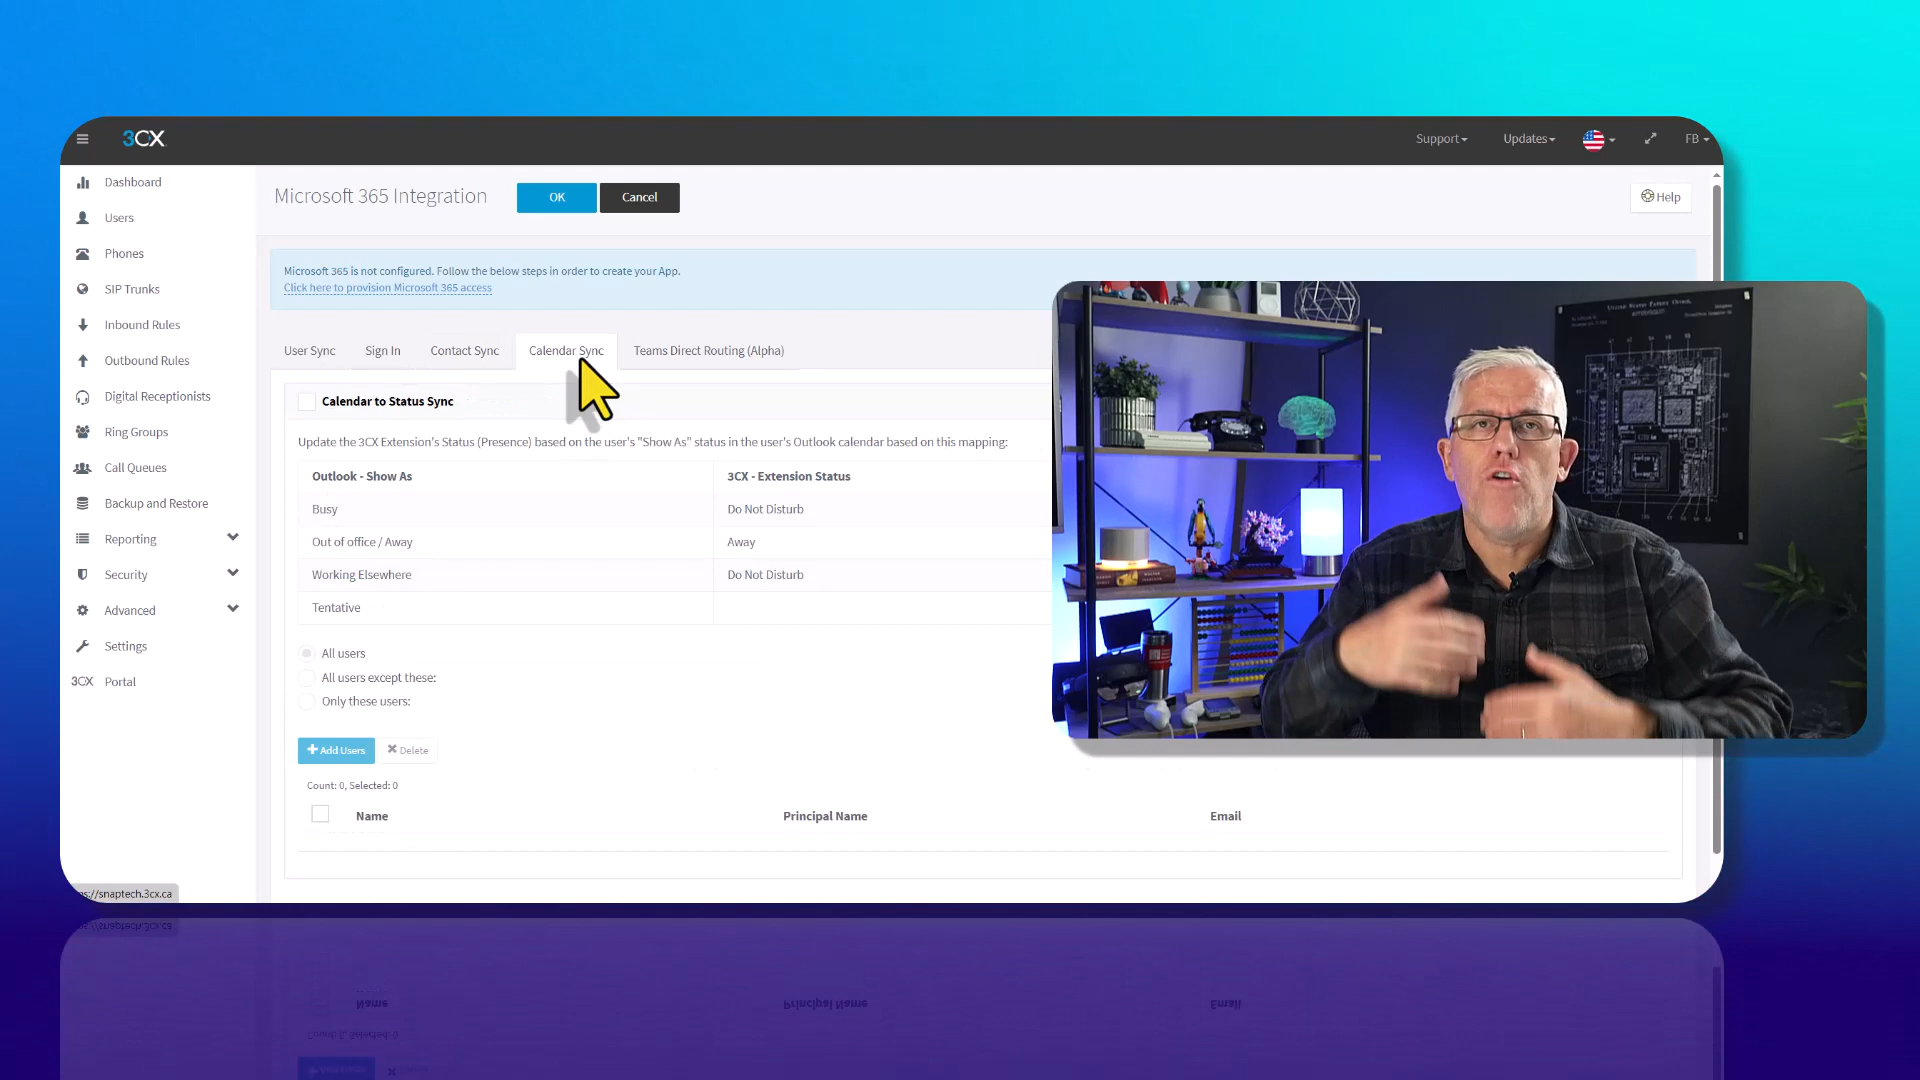 3CX
Support
Updates
FB
Dashboard
Users
Phones
SIP Trunks
Inbound Rules
Outbound Rules
Digital Receptionists
Ring Groups
Call Queues
Backup and Restore
Reporting
Security
Advanced
Settings
3CX Portal
Microsoft 365 Integration
OK
Cancel
Help
Microsoft 365 is not configured. Follow the below steps in order to create your App.
Click here to provision Microsoft 365 access
User Sync
Sign In
Contact Sync
Calendar Sync
Teams Direct Routing (Alpha)
Calendar to Status Sync
Update the 3CX Extension's Status (Presence) based on the user's "Show As" status in the user's Outlook calendar based on this mapping:
Outlook - Show As
3CX - Extension Status
Busy
Do Not Disturb
Out of office / Away
Away
Working Elsewhere
Do Not Disturb
Tentative
All users
All users except these:
Only these users:
Add Users
Delete
Count: 0, Selected: 0
Name
Principal Name
Email
s://snaptech.3cx.ca